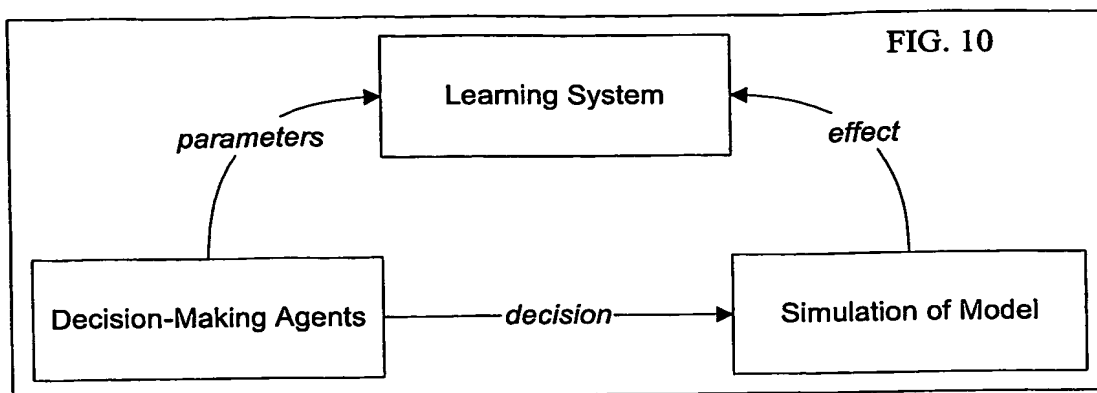 FIG. 10
Learning System
parameters
effect
Decision-Making Agents
decision
Simulation of Model